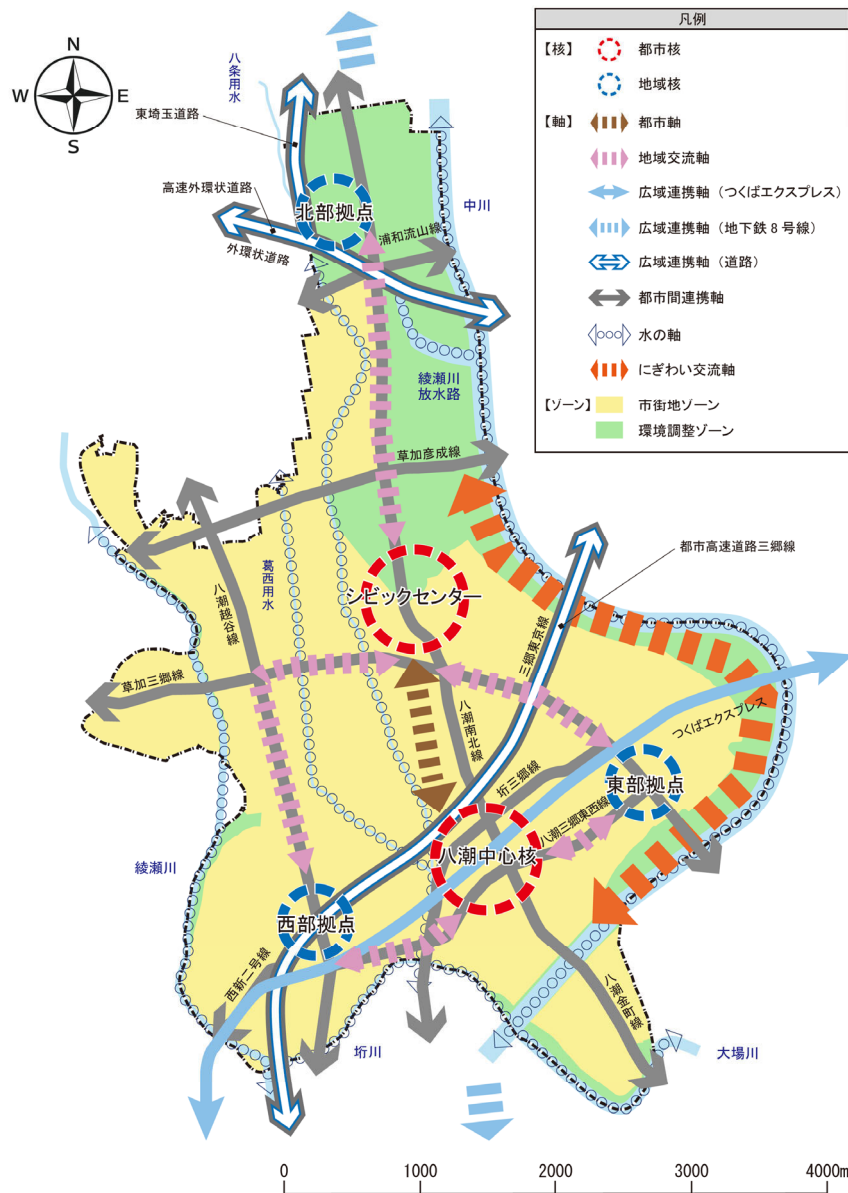 凡例
【核】
都市核
地域核
【軸】
都市軸
地域交流軸
広域連携軸（つくばエクスプレス）
広域連携軸（地下鉄８号線）
広域連携軸（道路）
都市間連携軸
水の軸
にぎわい交流軸
【ゾーン】
市街地ゾーン
環境調整ゾーン
N
W
E
S
八条用水
東埼玉道路
高速外環状道路
外環状道路
北部拠点
浦和流山線
中川
綾瀬川
放水路
草加彦成線
都市高速道路三郷線
シビックセンター
葛西用水
八潮越谷線
草加三郷線
三郷東京線
八潮南北線
つくばエクスプレス
垳三郷線
東部拠点
八潮三郷東西線
八潮中心核
綾瀬川
西部拠点
西新二号線
八潮金町線
垳川
大場川
0
1000
2000
3000
4000m